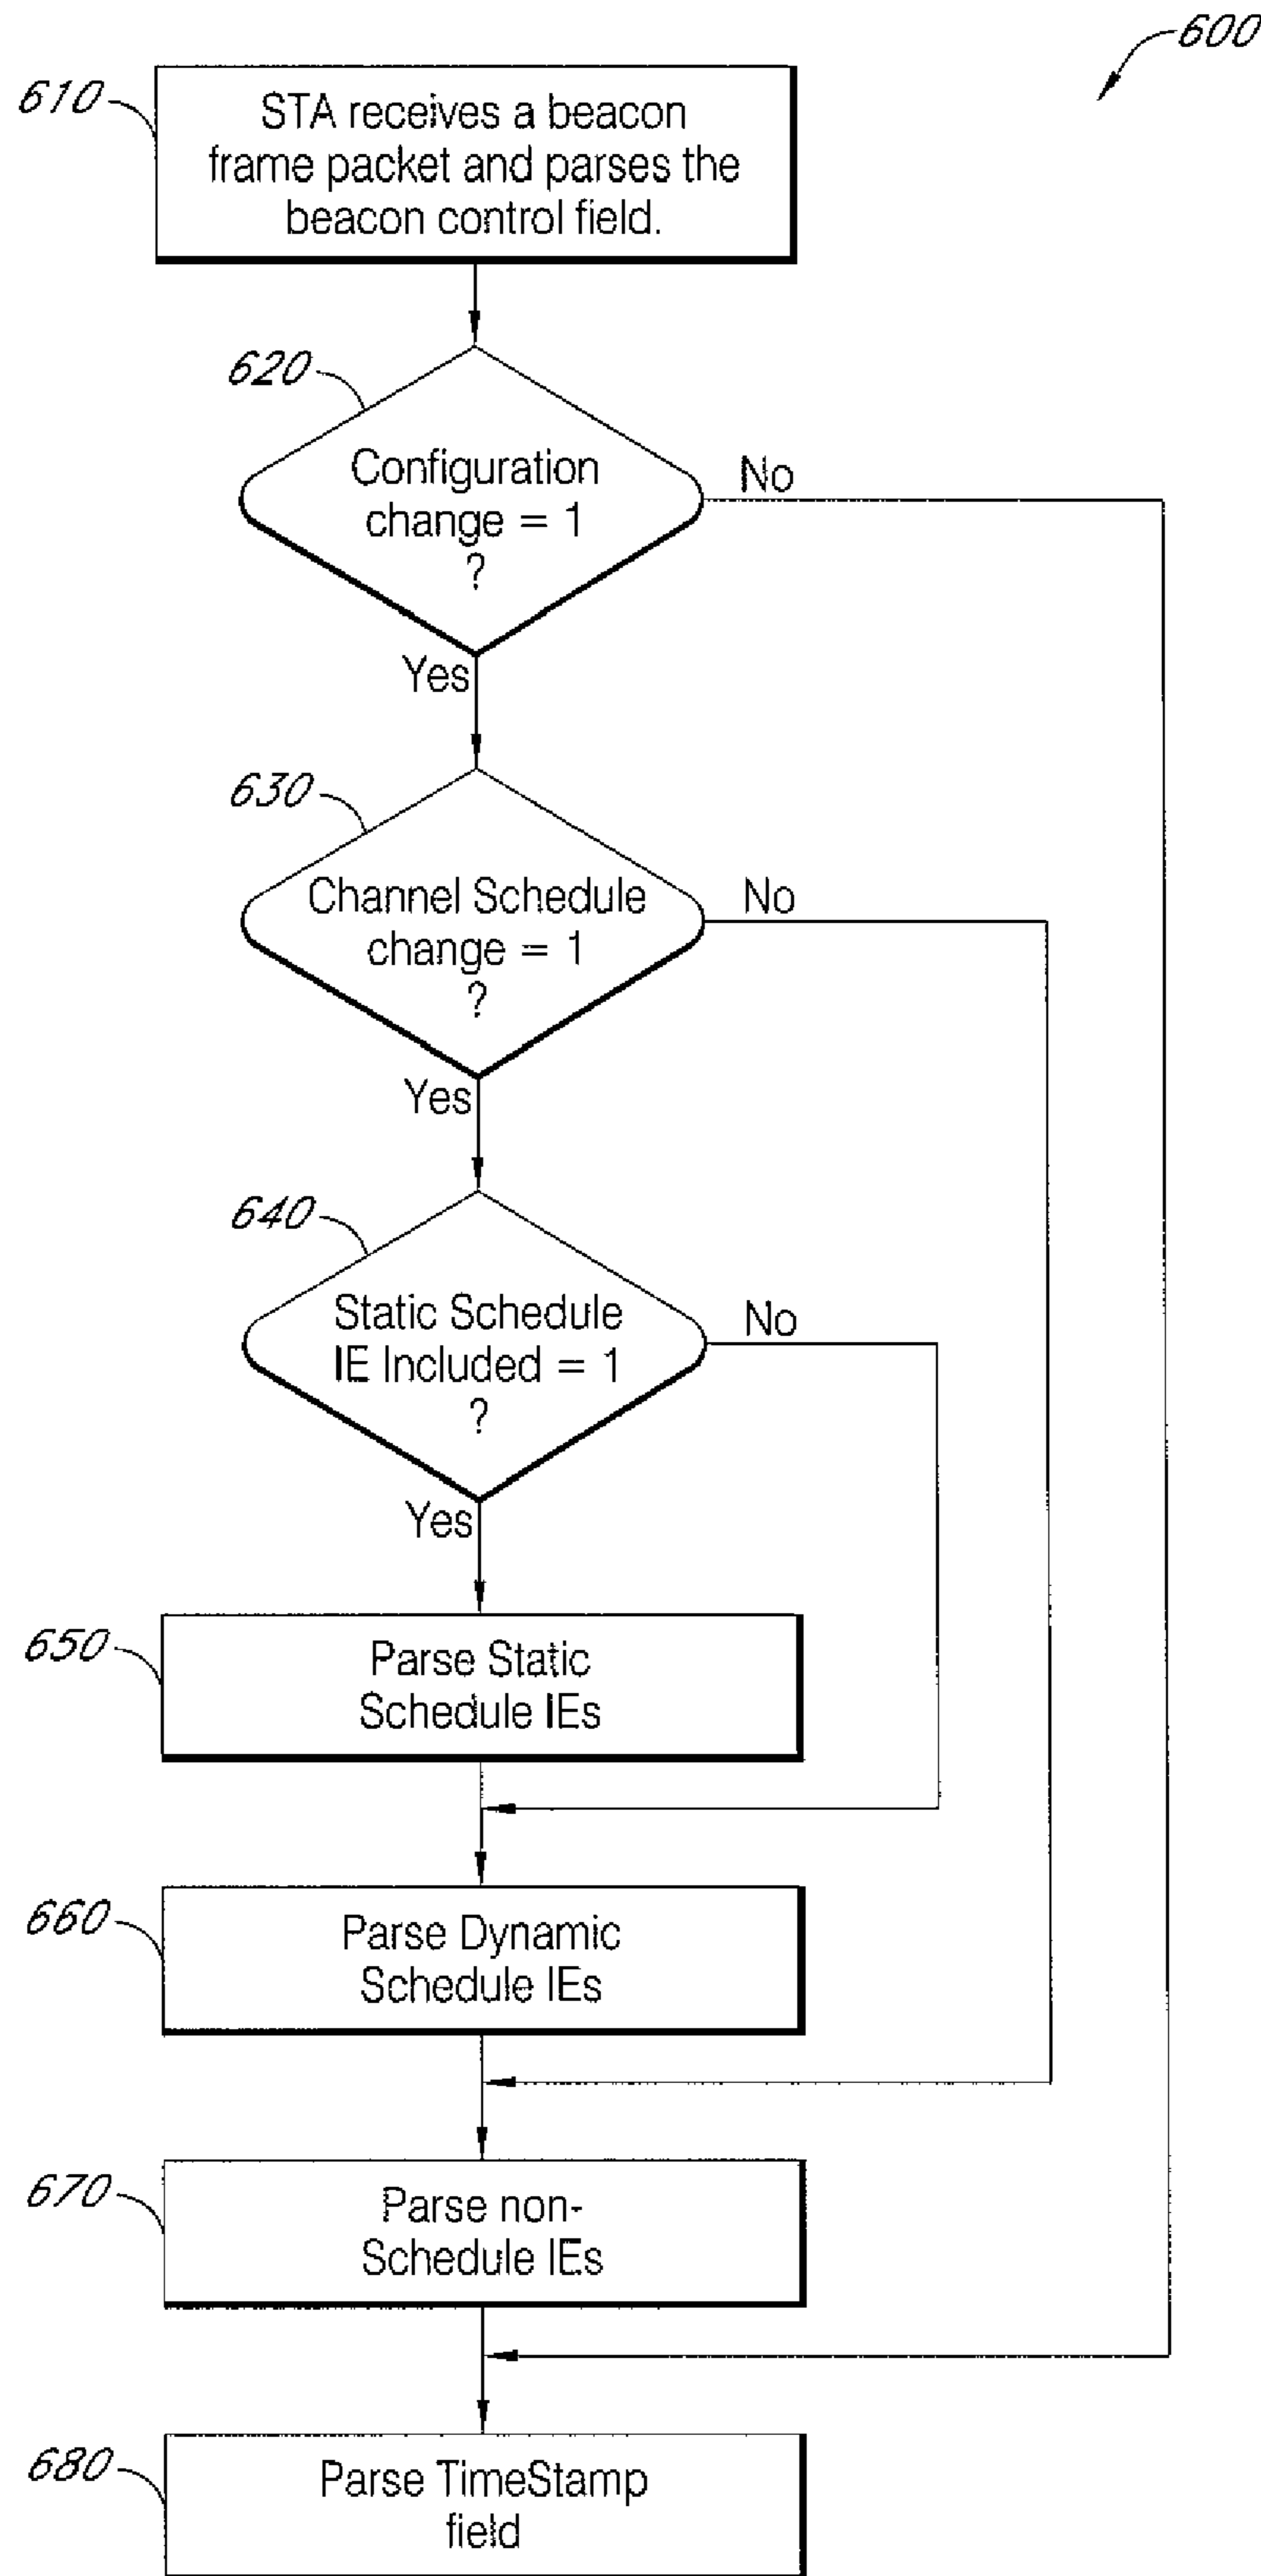 600
610
STA receives a beacon
frame packet and parses the
beacon control field.
620
Configuration
change = 1
?
No
Yes
630
Channel Schedule
change = 1
?
No
Yes
640
Static Schedule
IE Included = 1
?
No
Yes
650
Parse Static
Schedule IEs
660
Parse Dynamic
Schedule IEs
670
Parse non-
Schedule IEs
680
Parse TimeStamp
field